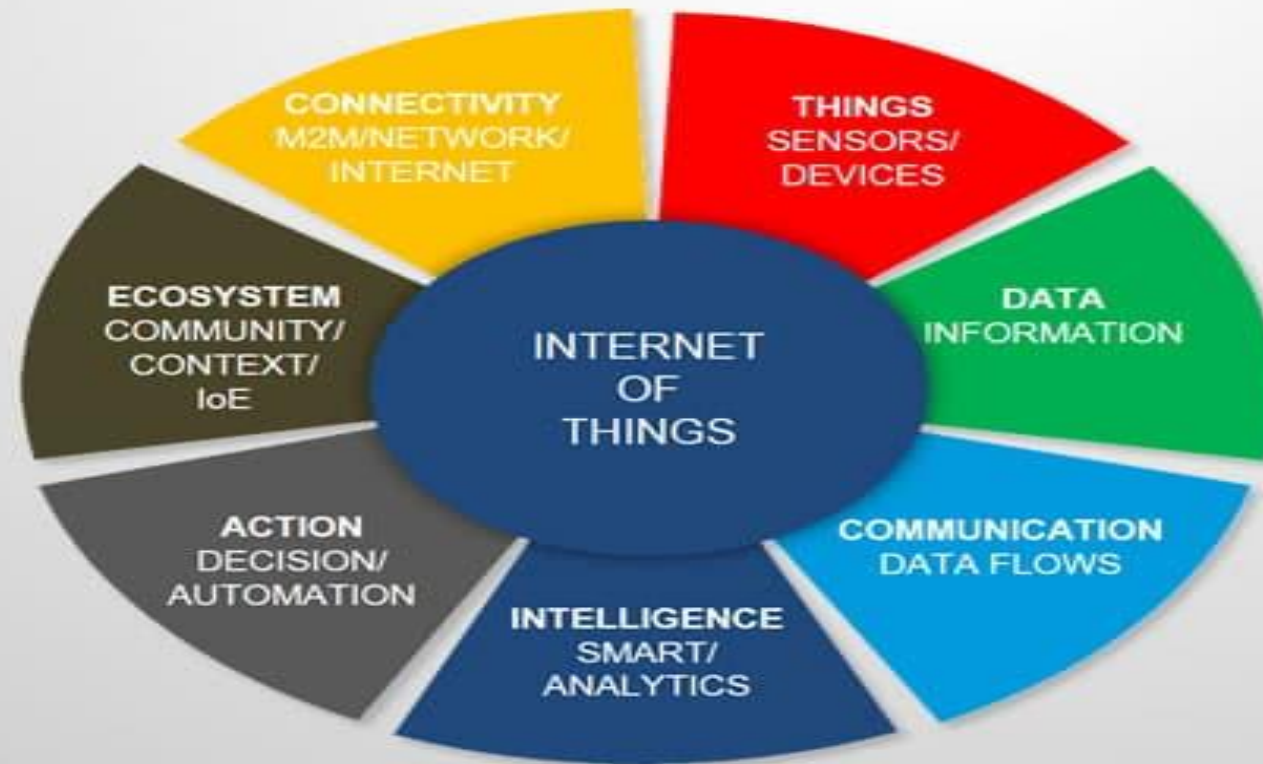 CONNECTIVITY
M2M/NETWORK/
INTERNET
THINGS
SENSORS/
DEVICES
DATA
INFORMATION
COMMUNICATION
DATA FLOWS
INTELLIGENCE
SMART/
ANALYTICS
ACTION
DECISION/
AUTOMATION
ECOSYSTEM
COMMUNITY/
CONTEXT/
IoE
INTERNET
OF
THINGS